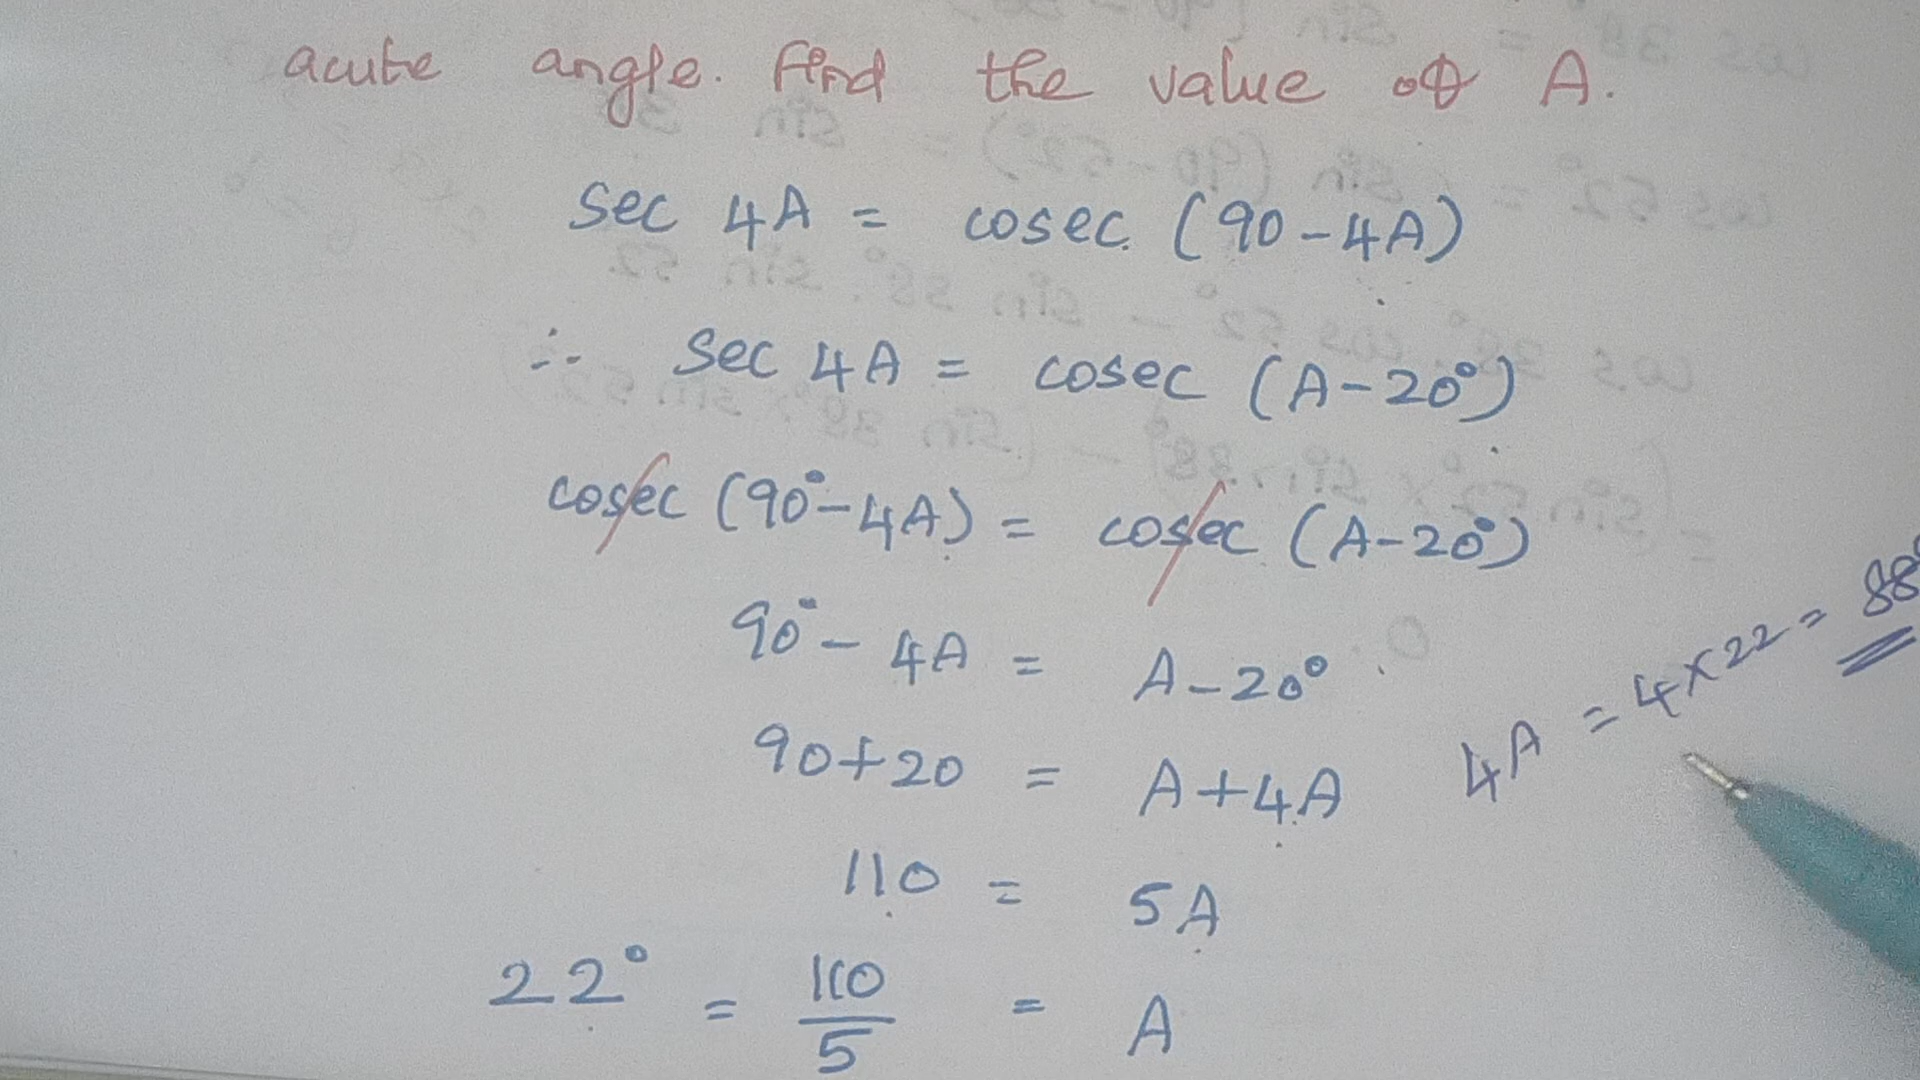 acute angle. Find the value of A.
sec 4A = cosec. (90-4A)
∴ sec 4A = cosec (A-20°)
cosec (90°-4A) = cosec (A-20°)
90°- 4A = A-20°
90+20 = A+4A
4A = 4×22 = 88°
110 = 5A
22° = 110/5 = A